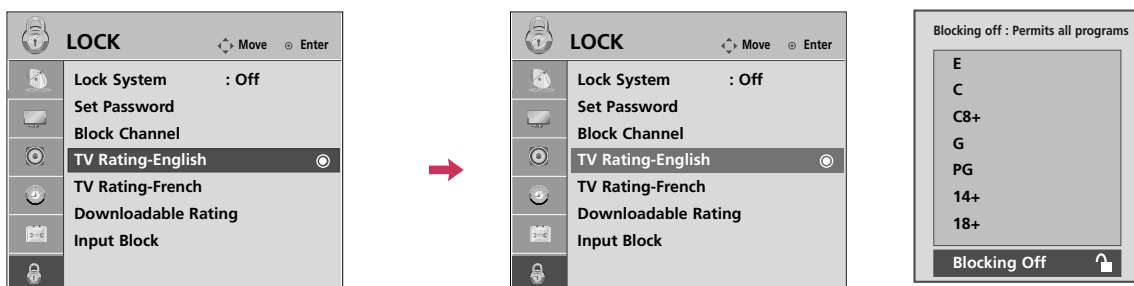 LOCK
Move Enter
Lock System : Off
Set Password
Block Channel
TV Rating-English
TV Rating-French
Downloadable Rating
Input Block
LOCK
Move Enter
Lock System : Off
Set Password
Block Channel
TV Rating-English
TV Rating-French
Downloadable Rating
Input Block
Blocking off : Permits all programs
E
C
C8+
G
PG
14+
18+
Blocking Off